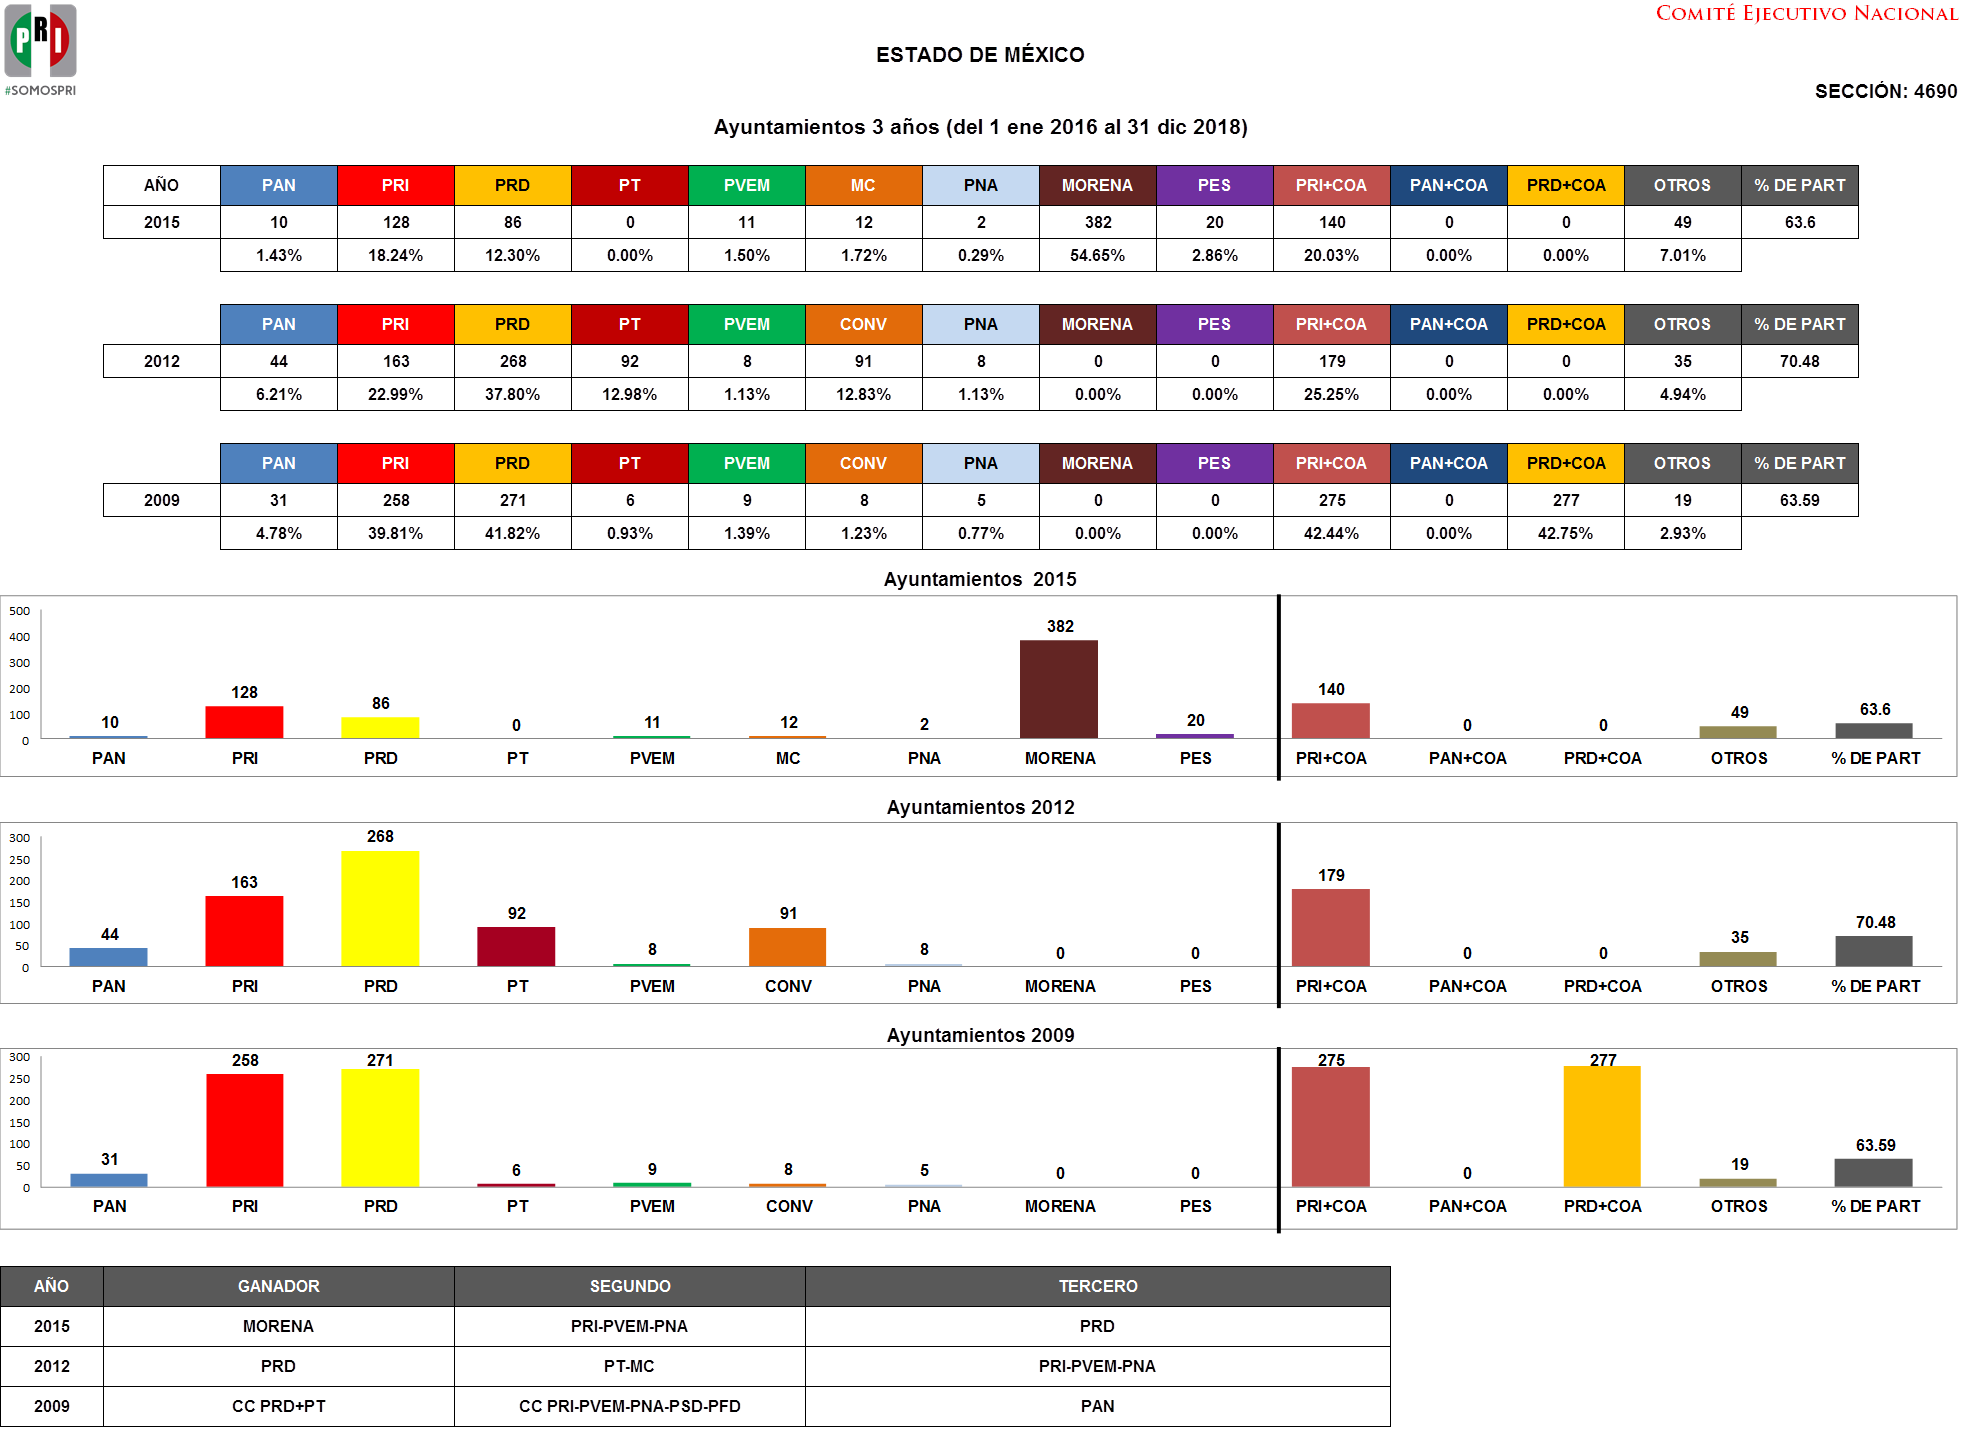 PRI
#SOMOSPRI
COMITÉ EJECUTIVO NACIONAL
ESTADO DE MÉXICO
SECCIÓN: 4690
Ayuntamientos 3 años (del 1 ene 2016 al 31 dic 2018)
AÑO PAN PRI PRD PT PVEM MC PNA MORENA PES PRI+COA PAN+COA PRD+COA OTROS % DE PART
2015 10 128 86 0 11 12 2 382 20 140 0 0 49 63.6
1.43% 18.24% 12.30% 0.00% 1.50% 1.72% 0.29% 54.65% 2.86% 20.03% 0.00% 0.00% 7.01%
PAN PRI PRD PT PVEM CONV PNA MORENA PES PRI+COA PAN+COA PRD+COA OTROS % DE PART
2012 44 163 268 92 8 91 8 0 0 179 0 0 35 70.48
6.21% 22.99% 37.80% 12.98% 1.13% 12.83% 1.13% 0.00% 0.00% 25.25% 0.00% 0.00% 4.94%
PAN PRI PRD PT PVEM CONV PNA MORENA PES PRI+COA PAN+COA PRD+COA OTROS % DE PART
2009 31 258 271 6 9 8 5 0 0 275 0 277 19 63.59
4.78% 39.81% 41.82% 0.93% 1.39% 1.23% 0.77% 0.00% 0.00% 42.44% 0.00% 42.75% 2.93%
Ayuntamientos 2015
500
400
300
200
100
0
10 128 86 0 11 12 2 382 20 140 0 0 49 63.6
PAN PRI PRD PT PVEM MC PNA MORENA PES PRI+COA PAN+COA PRD+COA OTROS % DE PART
Ayuntamientos 2012
300
250
200
150
100
50
0
44 163 268 92 8 91 8 0 0 179 0 0 35 70.48
PAN PRI PRD PT PVEM CONV PNA MORENA PES PRI+COA PAN+COA PRD+COA OTROS % DE PART
Ayuntamientos 2009
300
250
200
150
100
50
0
31 258 271 6 9 8 5 0 0 275 0 277 19 63.59
PAN PRI PRD PT PVEM CONV PNA MORENA PES PRI+COA PAN+COA PRD+COA OTROS % DE PART
AÑO GANADOR SEGUNDO TERCERO
2015 MORENA PRI-PVEM-PNA PRD
2012 PRD PT-MC PRI-PVEM-PNA
2009 CC PRD+PT CC PRI-PVEM-PNA-PSD-PFD PAN